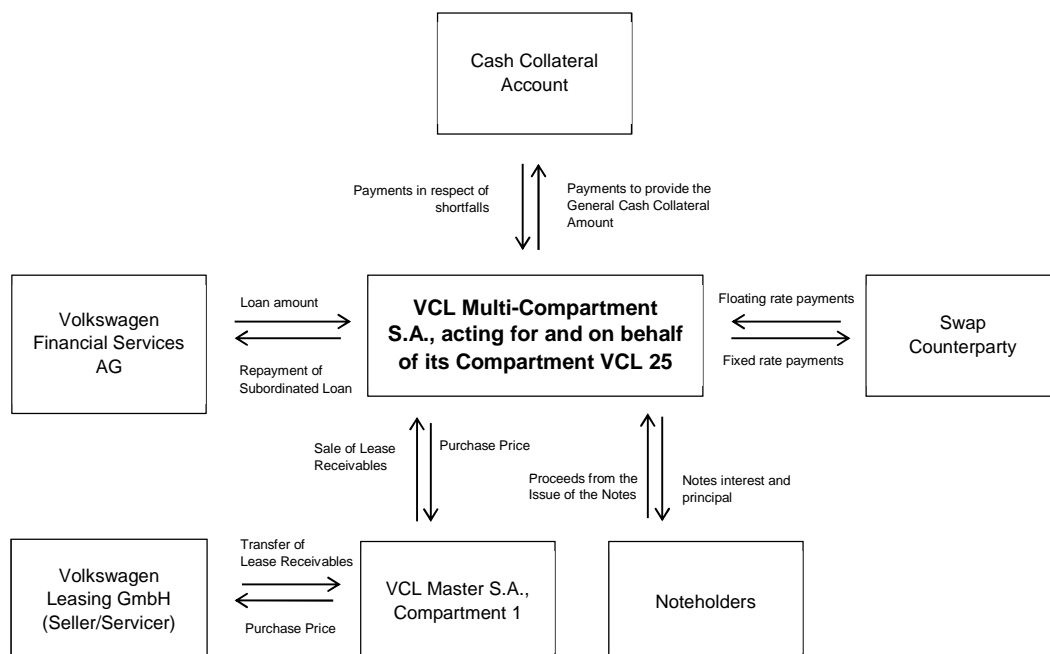 Cash Collateral
Account
Payments in respect of
shortfalls
Payments to provide the
General Cash Collateral
Amount
Volkswagen
Financial Services
AG
Loan amount
Repayment of
Subordinated Loan
VCL Multi-Compartment
S.A., acting for and on behalf
of its Compartment VCL 25
Floating rate payments
Fixed rate payments
Swap
Counterparty
Sale of Lease
Receivables
Purchase Price
Proceeds from the
Issue of the Notes
Notes interest and
principal
Volkswagen
Leasing GmbH
(Seller/Servicer)
Transfer of
Lease Receivables
Purchase Price
VCL Master S.A.,
Compartment 1
Noteholders